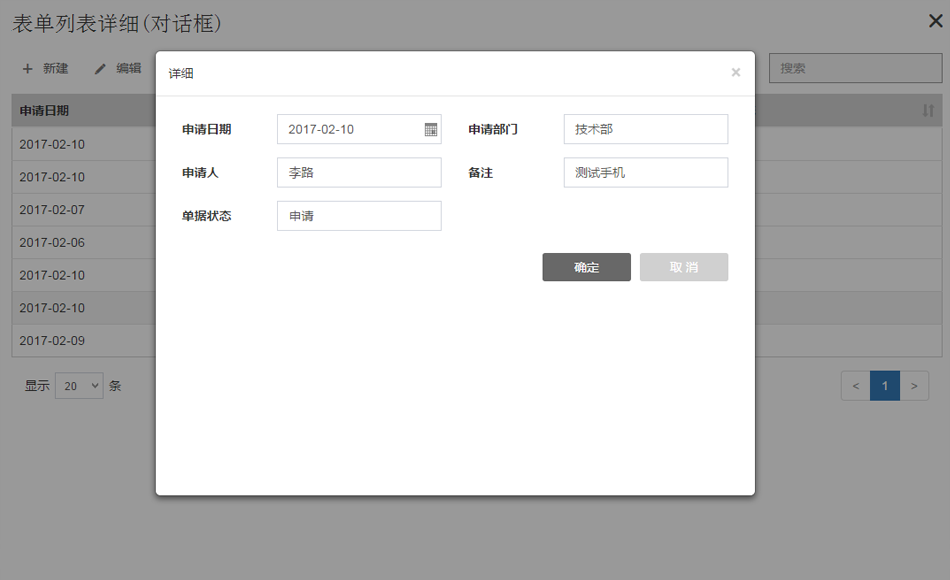 表单列表详细(对话框)
新建 编辑
搜索
详细
申请日期
申请日期 2017-02-10 申请部门 技术部
2017-02-10
申请人 李路 备注 测试手机
2017-02-10
2017-02-07
单据状态 申请
2017-02-06
确定 取消
2017-02-10
2017-02-10
2017-02-09
显示 20 条
< 1 >